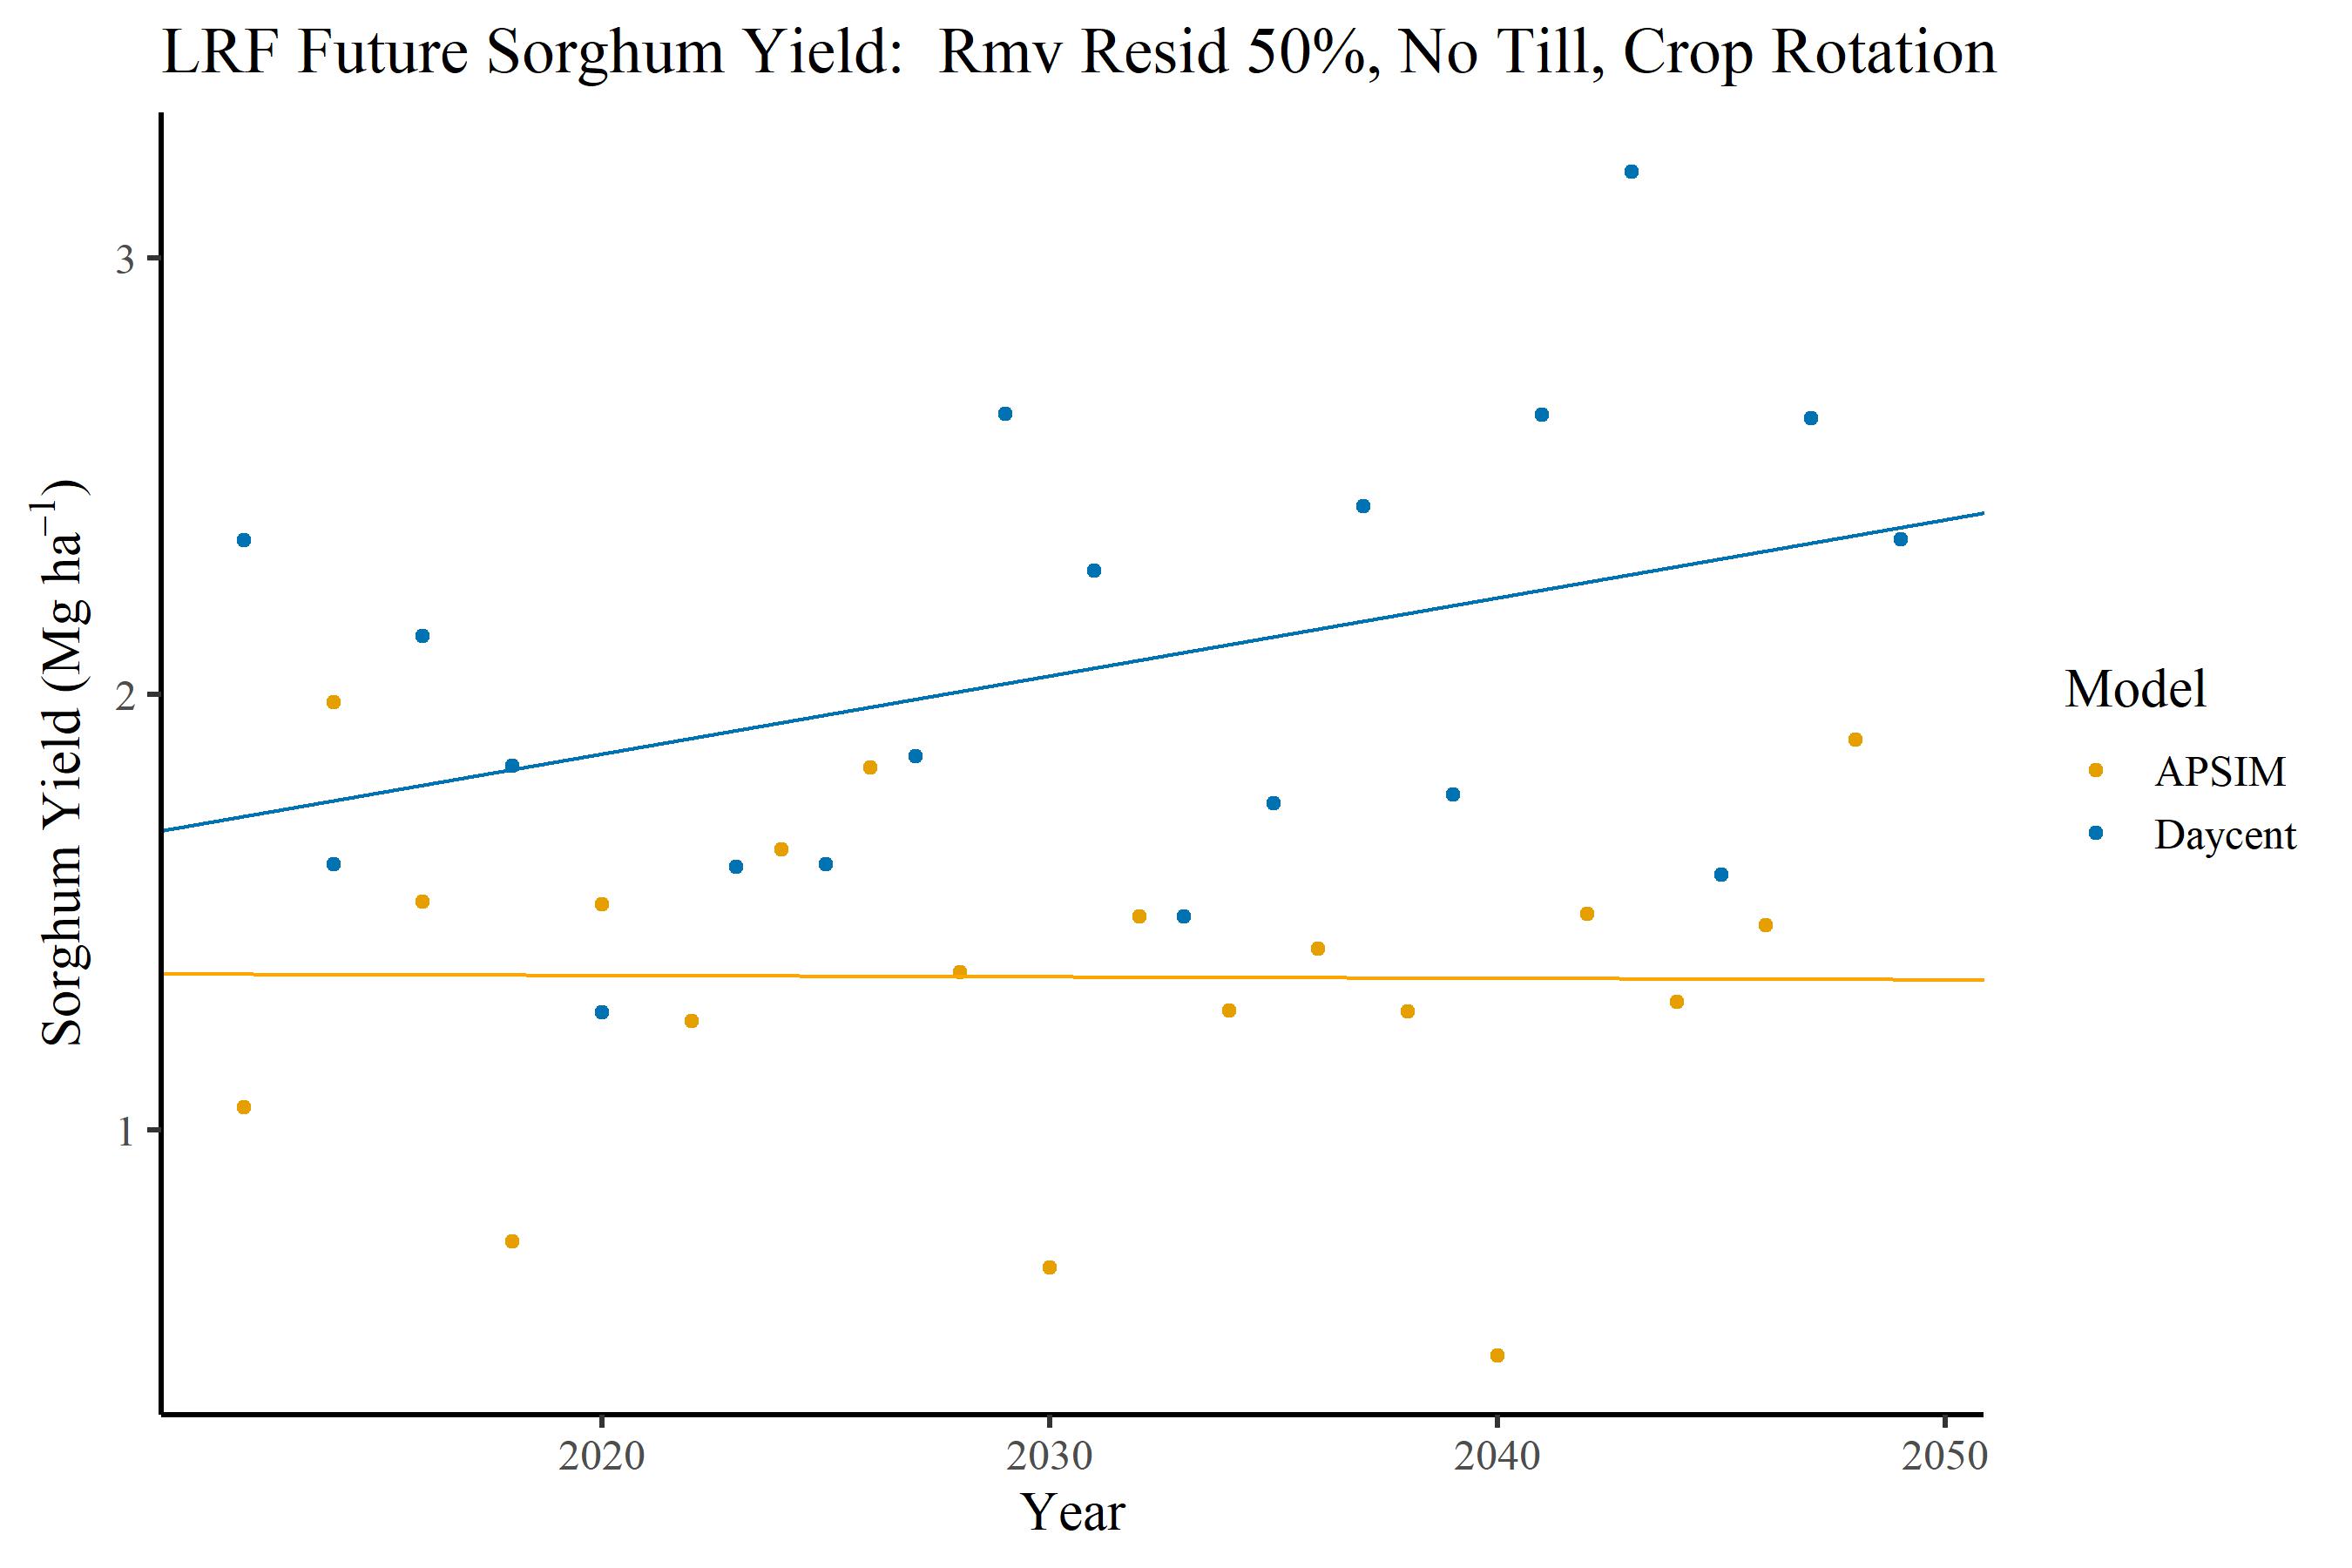 LRF Future Sorghum Yield:  Rmv Resid 50%, No Till, Crop Rotation
Sorghum Yield (Mg ha⁻¹)
3
2
1
2020
2030
2040
2050
Year
Model
APSIM
Daycent